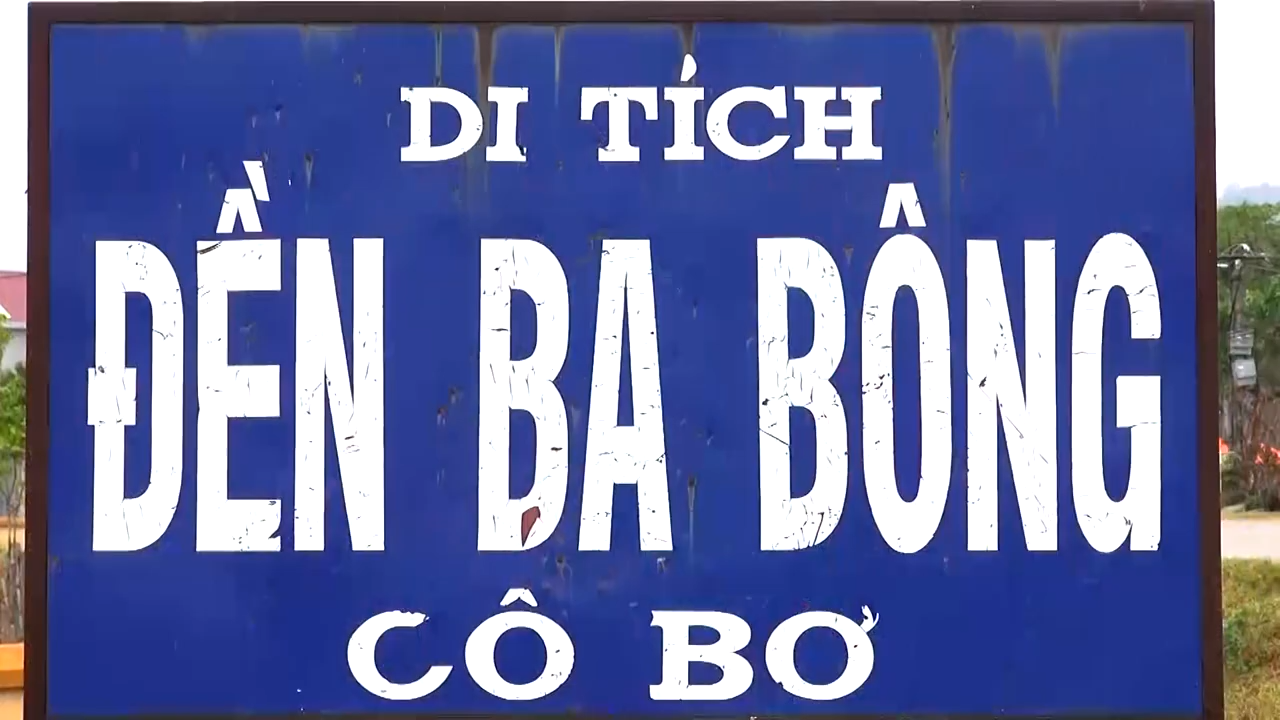 DI TÍCH
ĐỀN BA BÔNG
CÔ BƠ